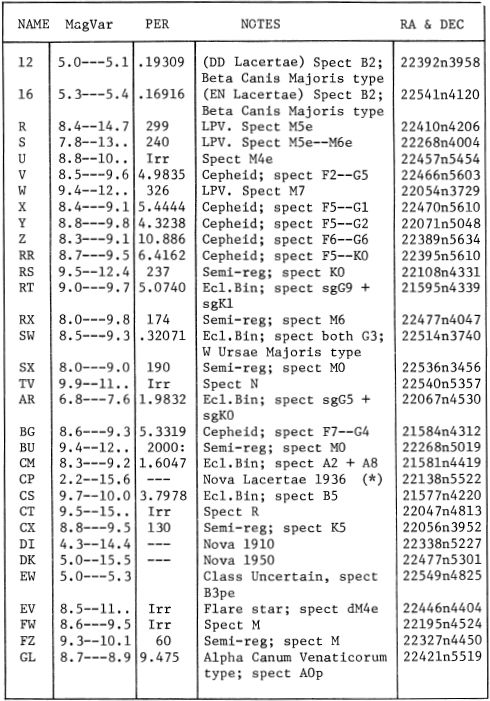 NAME MagVar PER NOTES RA & DEC
12 5.0---5.1 .19309 (DD Lacertae) Spect B2; 22392n3958
Beta Canis Majoris type
16 5.3---5.4 .16916 (EN Lacertae) Spect B2; 22541n4120
Beta Canis Majoris type
R 8.4--14.7 299 LPV. Spect M5e 22410n4206
S 7.8--13.. 240 LPV. Spect M5e--M6e 22268n4004
U 8.8--10.. Irr Spect M4e 22457n5454
V 8.5---9.6 4.9835 Cepheid; spect F2--G5 22466n5603
W 9.4--12.. 326 LPV. Spect M7 22054n3729
X 8.4---9.1 5.4444 Cepheid; spect F5--G1 22470n5610
Y 8.8---9.8 4.3238 Cepheid; spect F5--G2 22071n5048
Z 8.3---9.1 10.886 Cepheid; spect F6--G6 22389n5634
RR 8.7---9.5 6.4162 Cepheid; spect F5--K0 22395n5610
RS 9.5--12.4 237 Semi-reg; spect K0 22108n4331
RT 9.0---9.7 5.0740 Ecl.Bin; spect sgG9 + 21595n4339
sgK1
RX 8.0---9.8 174 Semi-reg; spect M6 22477n4047
SW 8.5---9.3 .32071 Ecl.Bin; spect both G3; 22514n3740
W Ursae Majoris type
SX 8.0---9.0 190 Semi-reg; spect M0 22536n3456
TV 9.9--11.. Irr Spect N 22540n5357
AR 6.8---7.6 1.9832 Ecl.Bin; spect sgG5 + 22067n4530
sgK0
BG 8.6---9.3 5.3319 Cepheid; spect F7--G4 21584n4312
BU 9.4--12.. 2000: Semi-reg; spect M0 22268n5019
CM 8.3---9.2 1.6047 Ecl.Bin; spect A2 + A8 21581n4419
CP 2.2--15.6 --- Nova Lacertae 1936 (*) 22138n5522
CS 9.7--10.0 3.7978 Ecl.Bin; spect B5 21577n4220
CT 9.5--15.. Irr Spect R 22047n4813
CX 8.8---9.5 130 Semi-reg; spect K5 22056n3952
DI 4.3--14.4 --- Nova 1910 22338n5227
DK 5.0--15.5 --- Nova 1950 22477n5301
EW 5.0---5.3 Class Uncertain, spect 22549n4825
B3pe
EV 8.5--11.. Irr Flare star; spect dM4e 22446n4404
FW 8.6---9.5 Irr Spect M 22195n4524
FZ 9.3--10.1 60 Semi-reg; spect M 22327n4450
GL 8.7---8.9 9.475 Alpha Canum Venaticorum 22421n5519
type; spect A0p